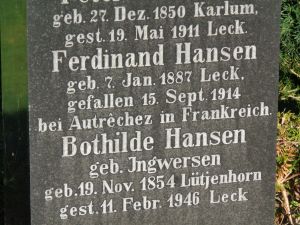 geb. 27. Dez. 1850 Karlum,
gest. 19. Mai 1911 Leck.
Ferdinand Hansen
geb. 7. Jan. 1887 Leck,
gefallen 15. Sept. 1914
bei Autrêchez in Frankreich.
Bothilde Hansen
geb. Jngwersen
geb. 19. Nov. 1854 Lütjenhorn
gest. 11. Febr. 1946 Leck